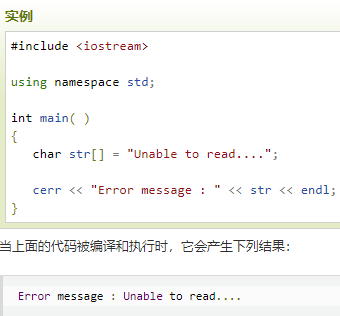 实例
#include <iostream>
using namespace std;
int main( )
{
char str[] = "Unable to read....";
cerr << "Error message : " << str << endl;
}
当上面的代码被编译和执行时，它会产生下列结果：
Error message : Unable to read....